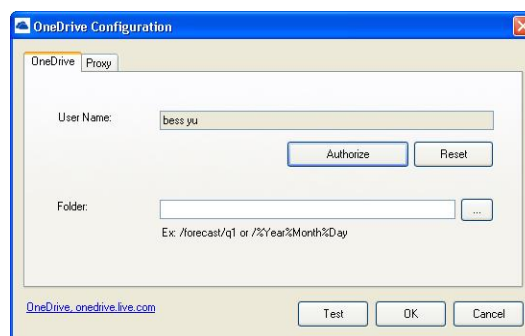 OneDrive Configuration
OneDrive Proxy
User Name: bess yu
Authorize Reset
Folder: ...
Ex: /forecast/q1 or /%Year%Month%Day
OneDrive, onedrive.live.com Test OK Cancel